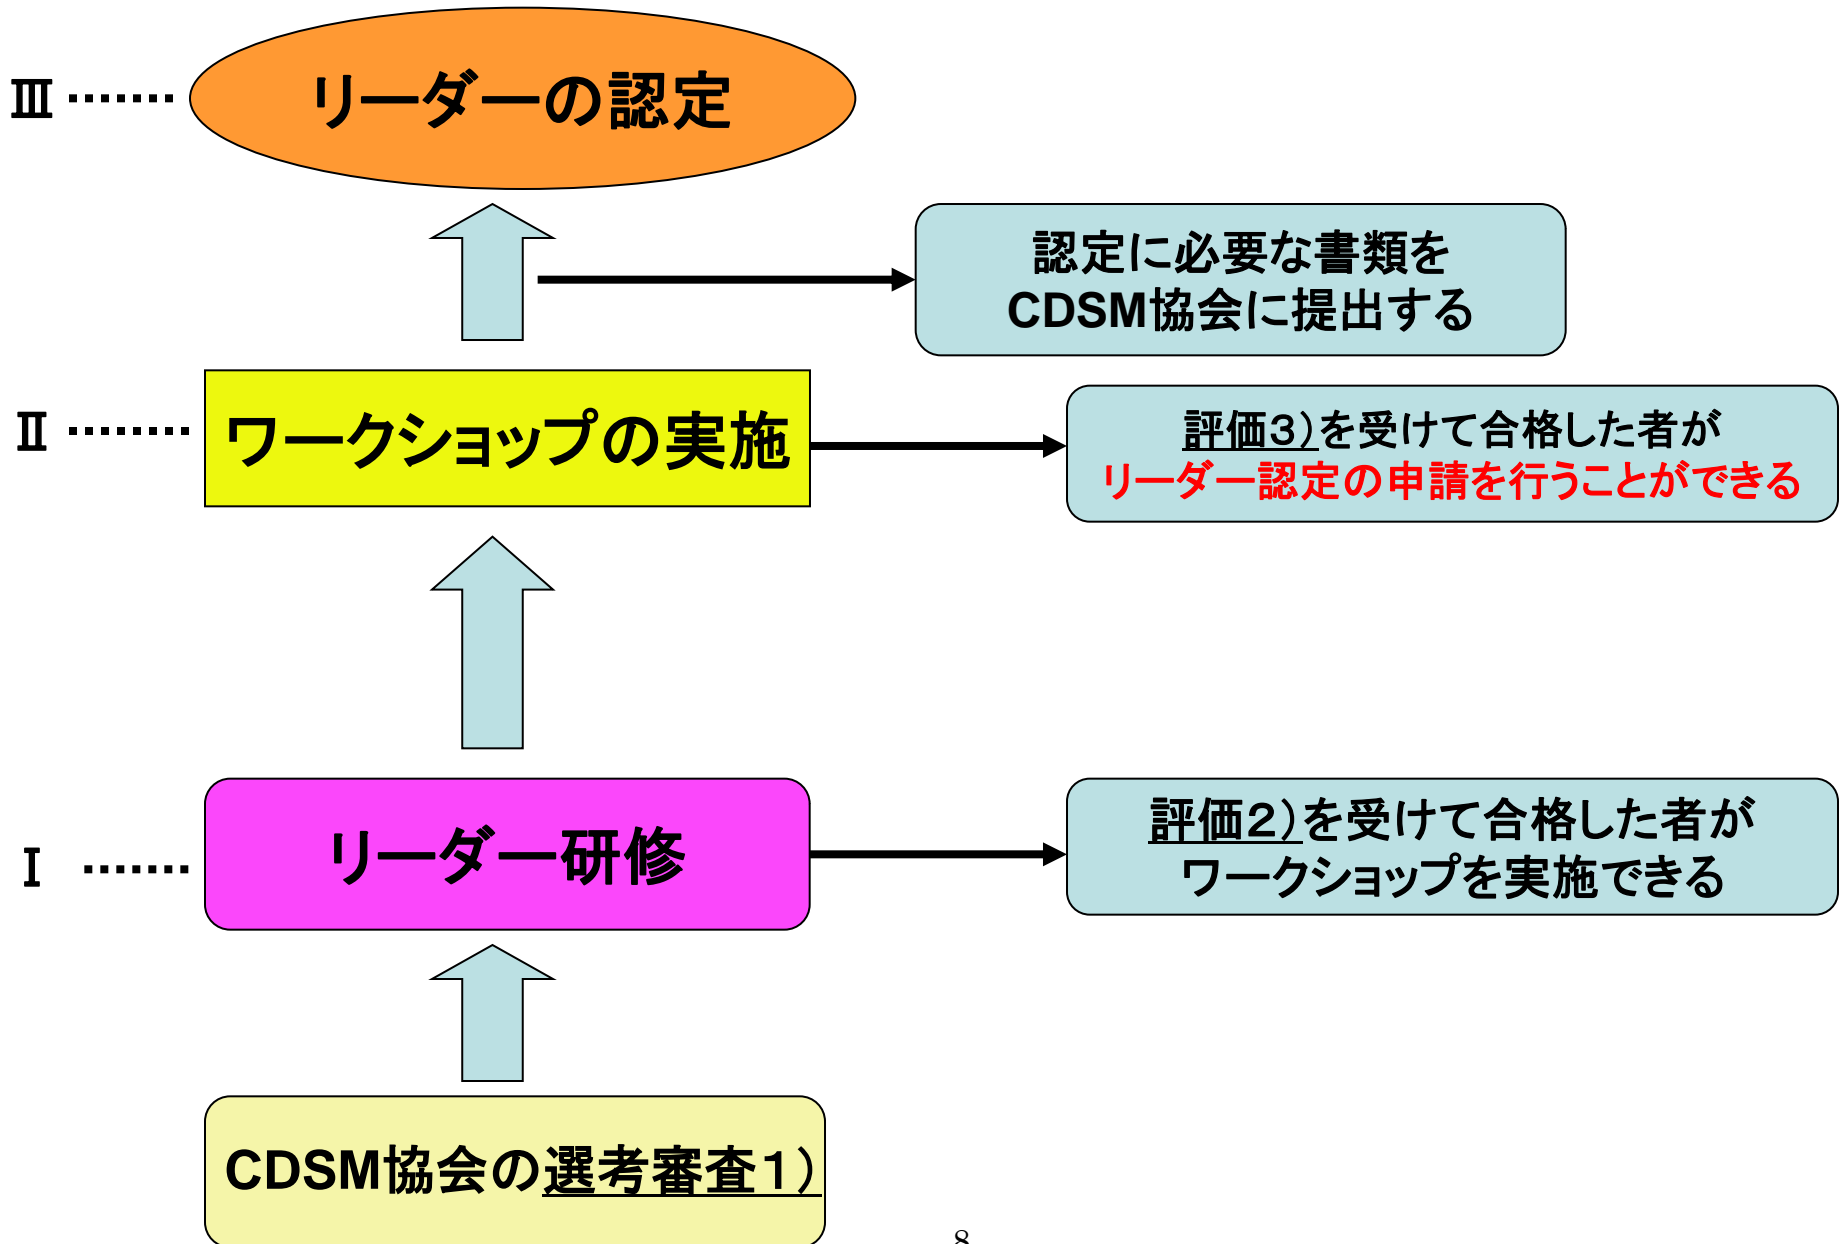 Ⅲ
リーダーの認定
認定に必要な書類を
CDSM協会に提出する
Ⅱ
ワークショップの実施
評価3)を受けて合格した者が
リーダー認定の申請を行うことができる
Ⅰ
リーダー研修
評価2)を受けて合格した者が
ワークショップを実施できる
CDSM協会の選考審査1)
8